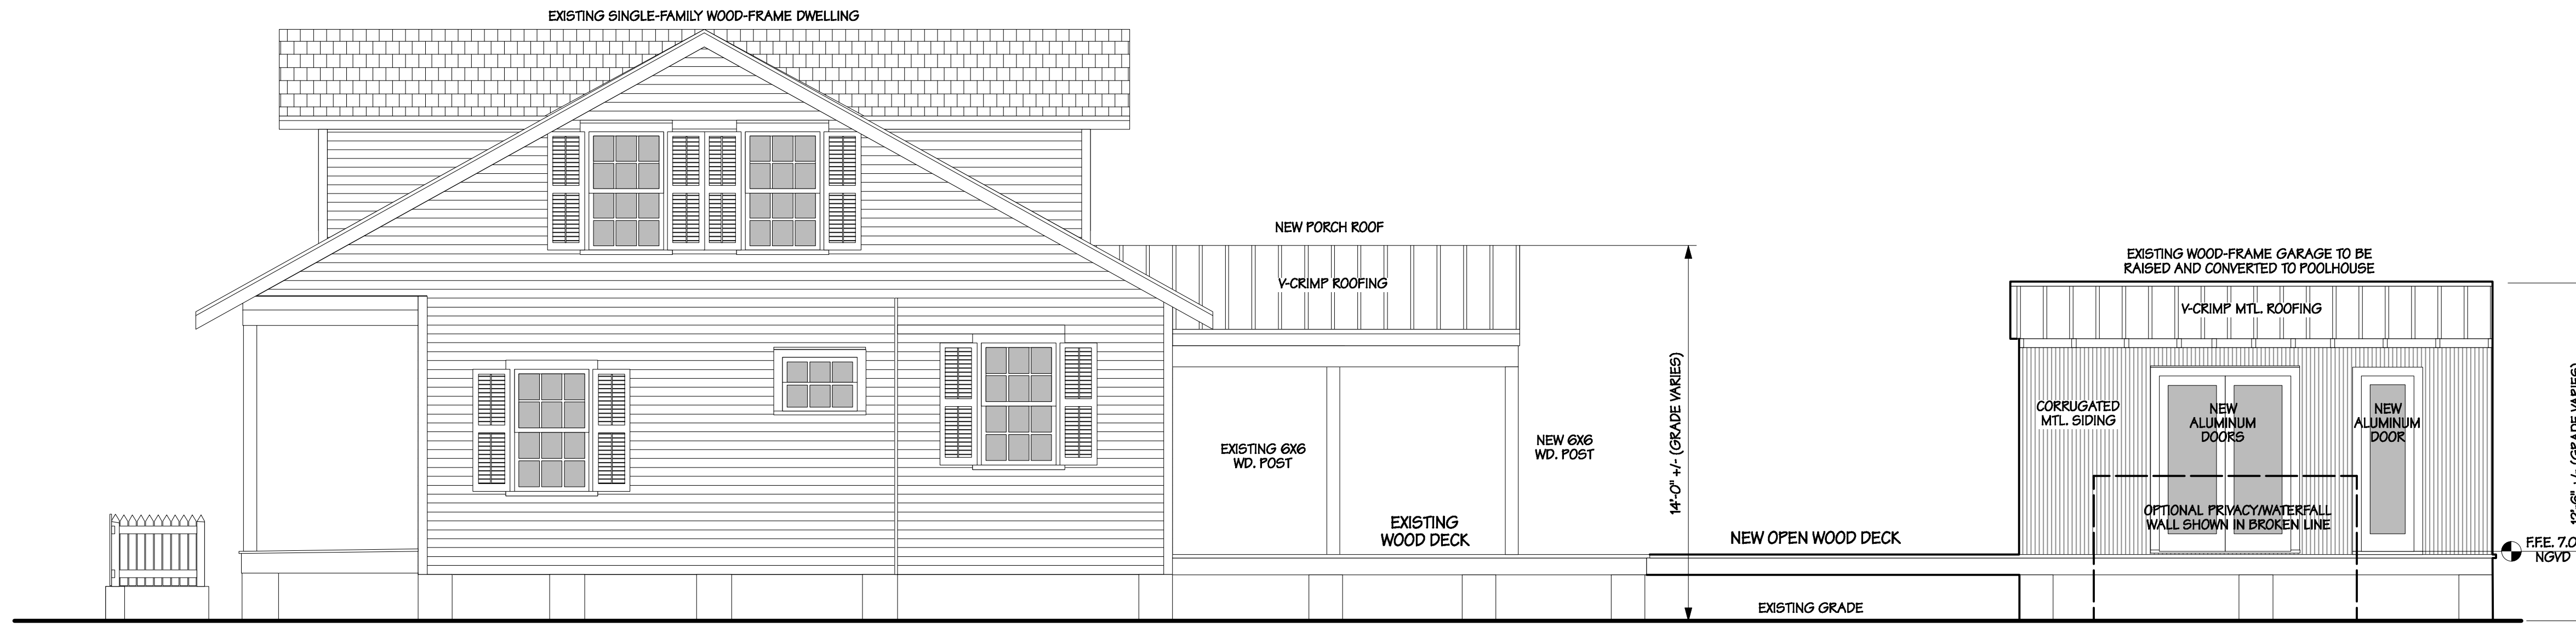 EXISTING SINGLE-FAMILY WOOD-FRAME DWELLING
NEW PORCH ROOF
V-CRIMP ROOFING
EXISTING WOOD-FRAME GARAGE TO BE
RAISED AND CONVERTED TO POOLHOUSE
V-CRIMP MTL. ROOFING
14'-0" +/- (GRADE VARIES)
CORRUGATED
MTL. SIDING
NEW
ALUMINUM
DOORS
NEW
ALUMINUM
DOOR
EXISTING 6X6
WD. POST
NEW 6X6
WD. POST
EXISTING
WOOD DECK
NEW OPEN WOOD DECK
OPTIONAL PRIVACY/WATERFALL
WALL SHOWN IN BROKEN LINE
F.F.E. 7.0
NGVD
EXISTING GRADE